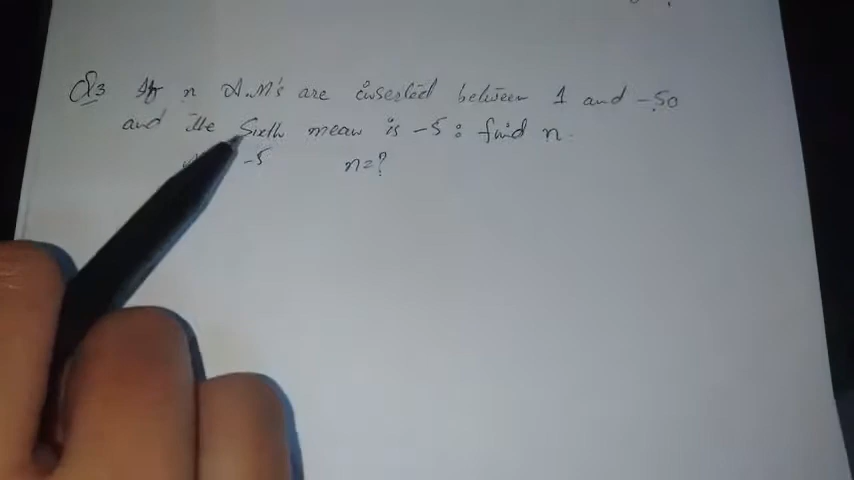 Q3 If n A.M's are inserted between 1 and -50
and the Sixth mean is -5 : find n.
-5 n=?